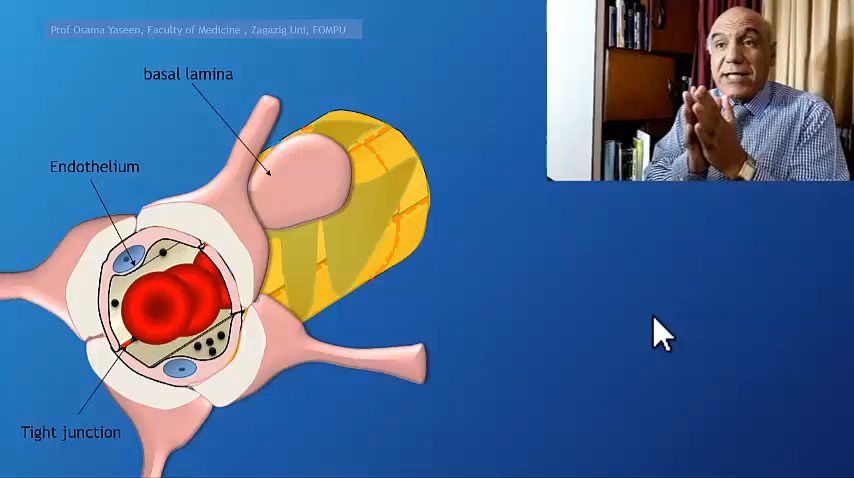 Prof Osama Yaseen, Faculty of Medicine , Zagazig Uni, FOMPU
basal lamina
Endothelium
Tight junction